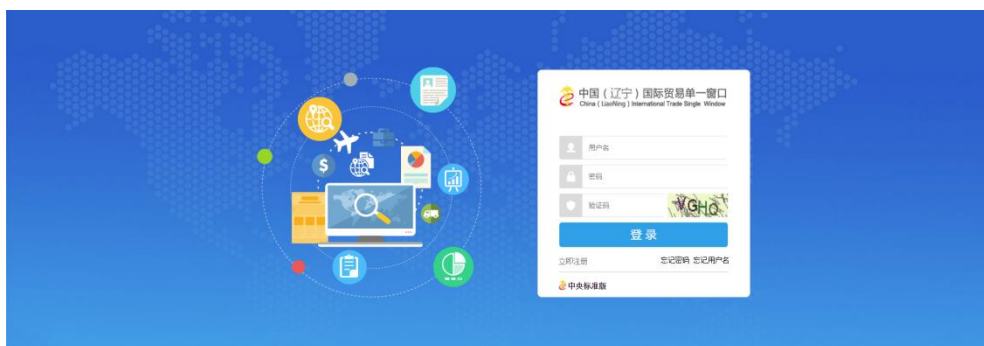 中国（辽宁）国际贸易单一窗口
China ( LiaoNing ) International Trade Single Window
用户名
密码
验证码 VGHQ
登录
立即注册 忘记密码 忘记用户名
中央标准版
$